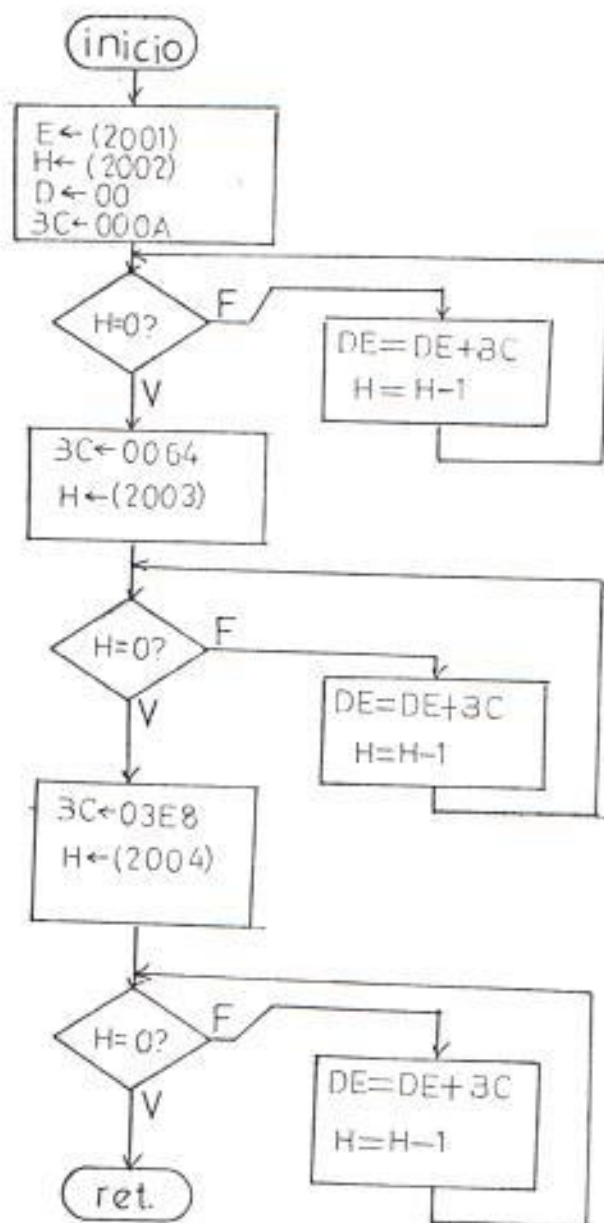 inicio
E←(2001)
H←(2002)
D←00
BC←000A
H=0?
F
DE=DE+BC
H=H-1
V
BC←0064
H←(2003)
H=0?
F
DE=DE+BC
H=H-1
V
BC←03E8
H←(2004)
H=0?
F
DE=DE+BC
H=H-1
V
ret.